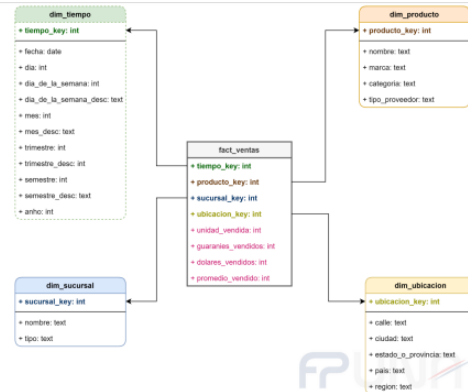 dim_tiempo
+ tiempo_key: int
+ fecha: date
+ dia: int
+ dia_de_la_semana: int
+ dia_de_la_semana_desc: text
+ mes: int
+ mes_desc: text
+ trimestre: int
+ trimestre_desc: int
+ semestre: int
+ semestre_desc: text
+ anho: int
dim_producto
+ producto_key: int
+ nombre: text
+ marca: text
+ categoria: text
+ tipo_proveedor: text
fact_ventas
+ tiempo_key: int
+ producto_key: int
+ sucursal_key: int
+ ubicacion_key: int
+ unidad_vendida: int
+ guaranies_vendidos: int
+ dolares_vendidos: int
+ promedio_vendido: int
dim_sucursal
+ sucursal_key: int
+ nombre: text
+ tipo: text
dim_ubicacion
+ ubicacion_key: int
+ calle: text
+ ciudad: text
+ estado_o_provincia: text
+ pais: text
+ region: text